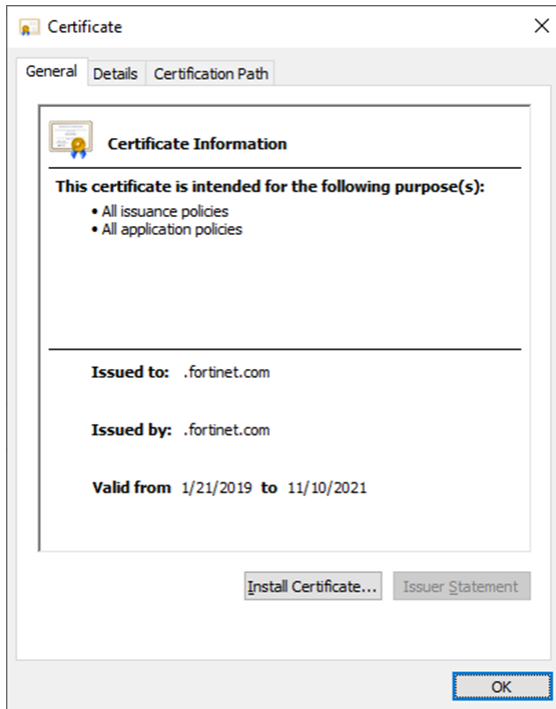 Certificate
General Details Certification Path
Certificate Information
This certificate is intended for the following purpose(s):
• All issuance policies
• All application policies
Issued to: .fortinet.com
Issued by: .fortinet.com
Valid from 1/21/2019 to 11/10/2021
Install Certificate... Issuer Statement
OK